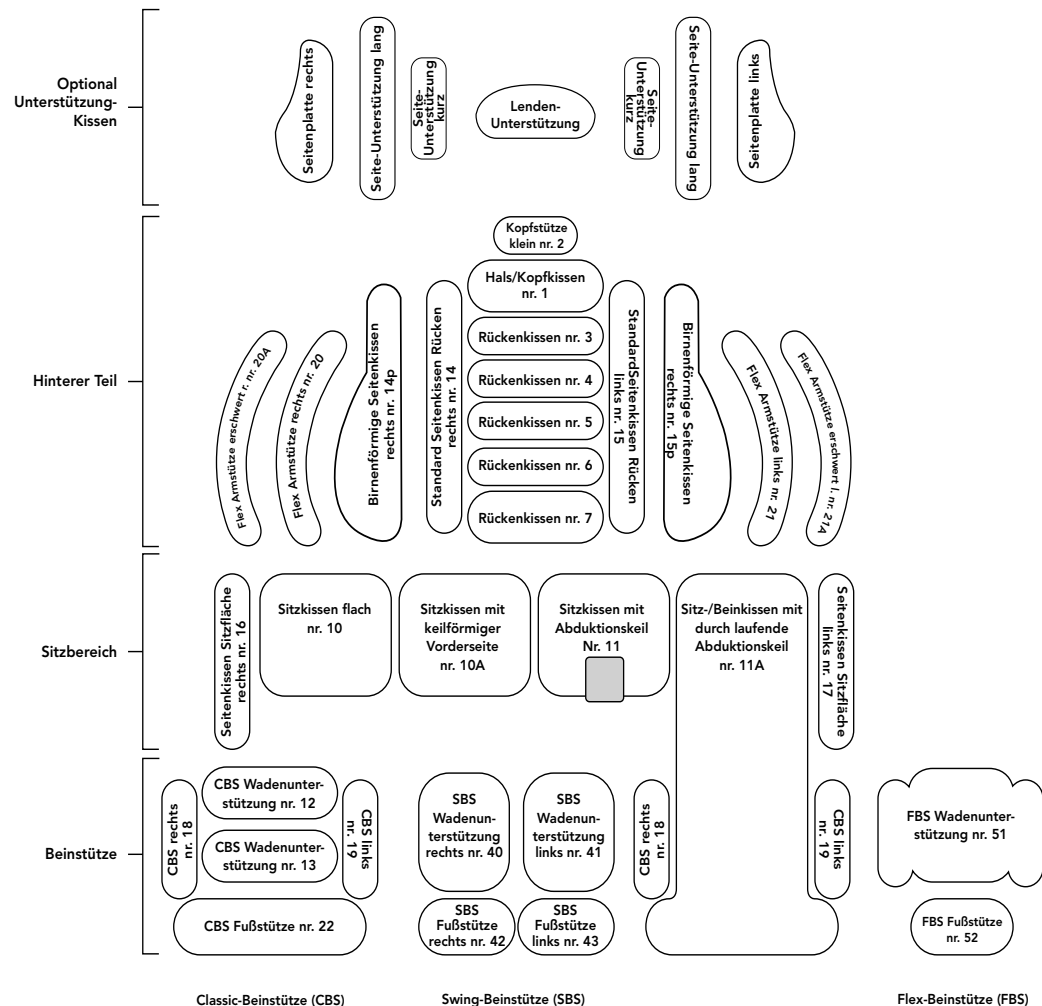 Optional
Unterstützung-
Kissen
Seitenplatte rechts
Seite-Unterstützung lang
Seite-
Unterstützung
kurz
Lenden-
Unterstützung
Seite-
Unterstützung
kurz
Seite-Unterstützung lang
Seitenplatte links
Hinterer Teil
Kopfstütze
klein nr. 2
Hals/Kopfkissen
nr. 1
Flex Armstütze erschwert r. nr. 20A
Flex Armstütze rechts nr. 20
Birnenförmige Seitenkissen
rechts nr. 14p
Standard Seitenkissen Rücken
rechts nr. 14
Rückenkissen nr. 3
Rückenkissen nr. 4
Rückenkissen nr. 5
Rückenkissen nr. 6
Rückenkissen nr. 7
StandardSeitenkissen Rücken
links nr. 15
Birnenförmige Seitenkissen
rechts nr. 15p
Flex Armstütze links nr. 21
Flex Armstütze erschwert l. nr. 21A
Sitzbereich
Seitenkissen Sitzfläche
rechts nr. 16
Sitzkissen flach
nr. 10
Sitzkissen mit
keilförmiger
Vorderseite
nr. 10A
Sitzkissen mit
Abduktionskeil
Nr. 11
Sitz-/Beinkissen mit
durch laufende
Abduktionskeil
nr. 11A
Seitenkissen Sitzfläche
links nr. 17
Beinstütze
CBS rechts
nr. 18
CBS Wadenunter-
stützung nr. 12
CBS Wadenunter-
stützung nr. 13
CBS links
nr. 19
CBS Fußstütze nr. 22
SBS
Wadenun-
terstützung
rechts nr. 40
SBS
Wadenun-
terstützung
links nr. 41
SBS
Fußstütze
rechts nr. 42
SBS
Fußstütze
links nr. 43
CBS rechts
nr. 18
CBS links
nr. 19
FBS Wadenunter-
stützung nr. 51
FBS Fußstütze
nr. 52
Classic-Beinstütze (CBS)
Swing-Beinstütze (SBS)
Flex-Beinstütze (FBS)